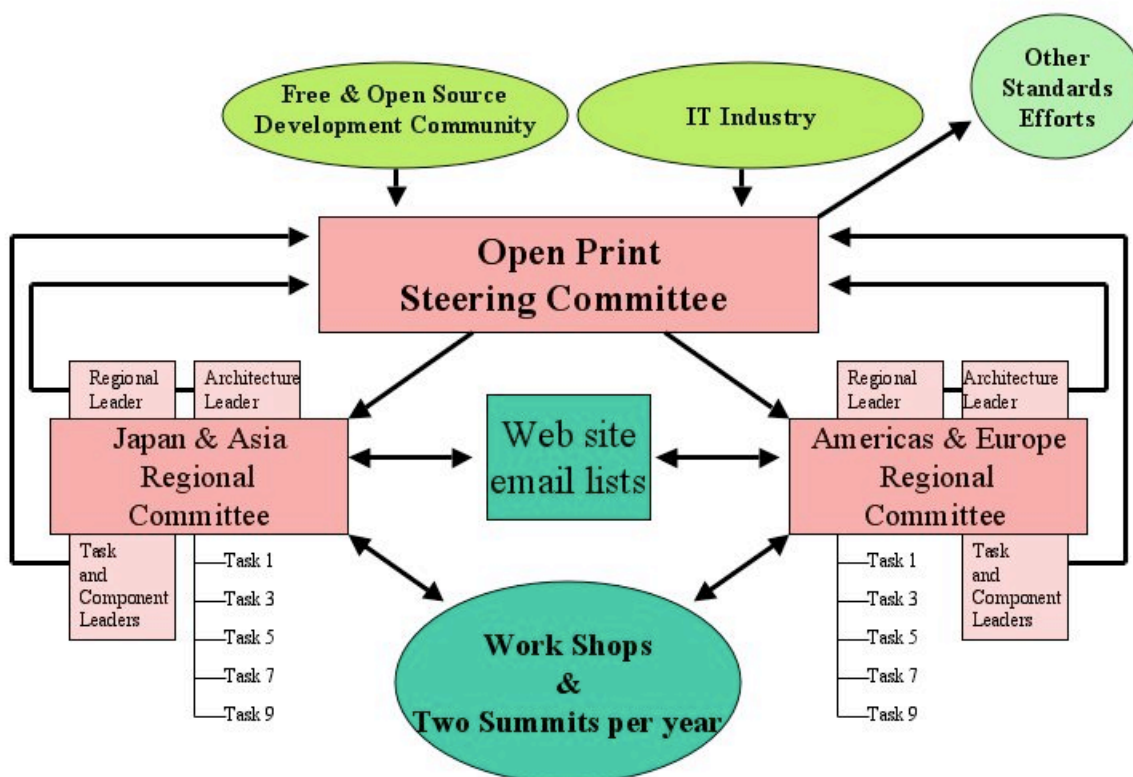 Free & Open Source
Development Community
IT Industry
Other
Standards
Efforts
Open Print
Steering Committee
Regional
Leader
Architecture
Leader
Japan & Asia
Regional
Committee
Task
and
Component
Leaders
Task 1
Task 3
Task 5
Task 7
Task 9
Web site
email lists
Work Shops
&
Two Summits per year
Regional
Leader
Architecture
Leader
Americas & Europe
Regional
Committee
Task 1
Task 3
Task 5
Task 7
Task 9
Task
and
Component
Leaders